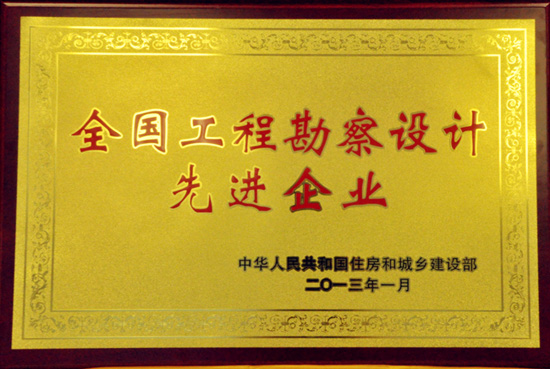 全国工程勘察设计
先进企业
中华人民共和国住房和城乡建设部
二〇一三年一月